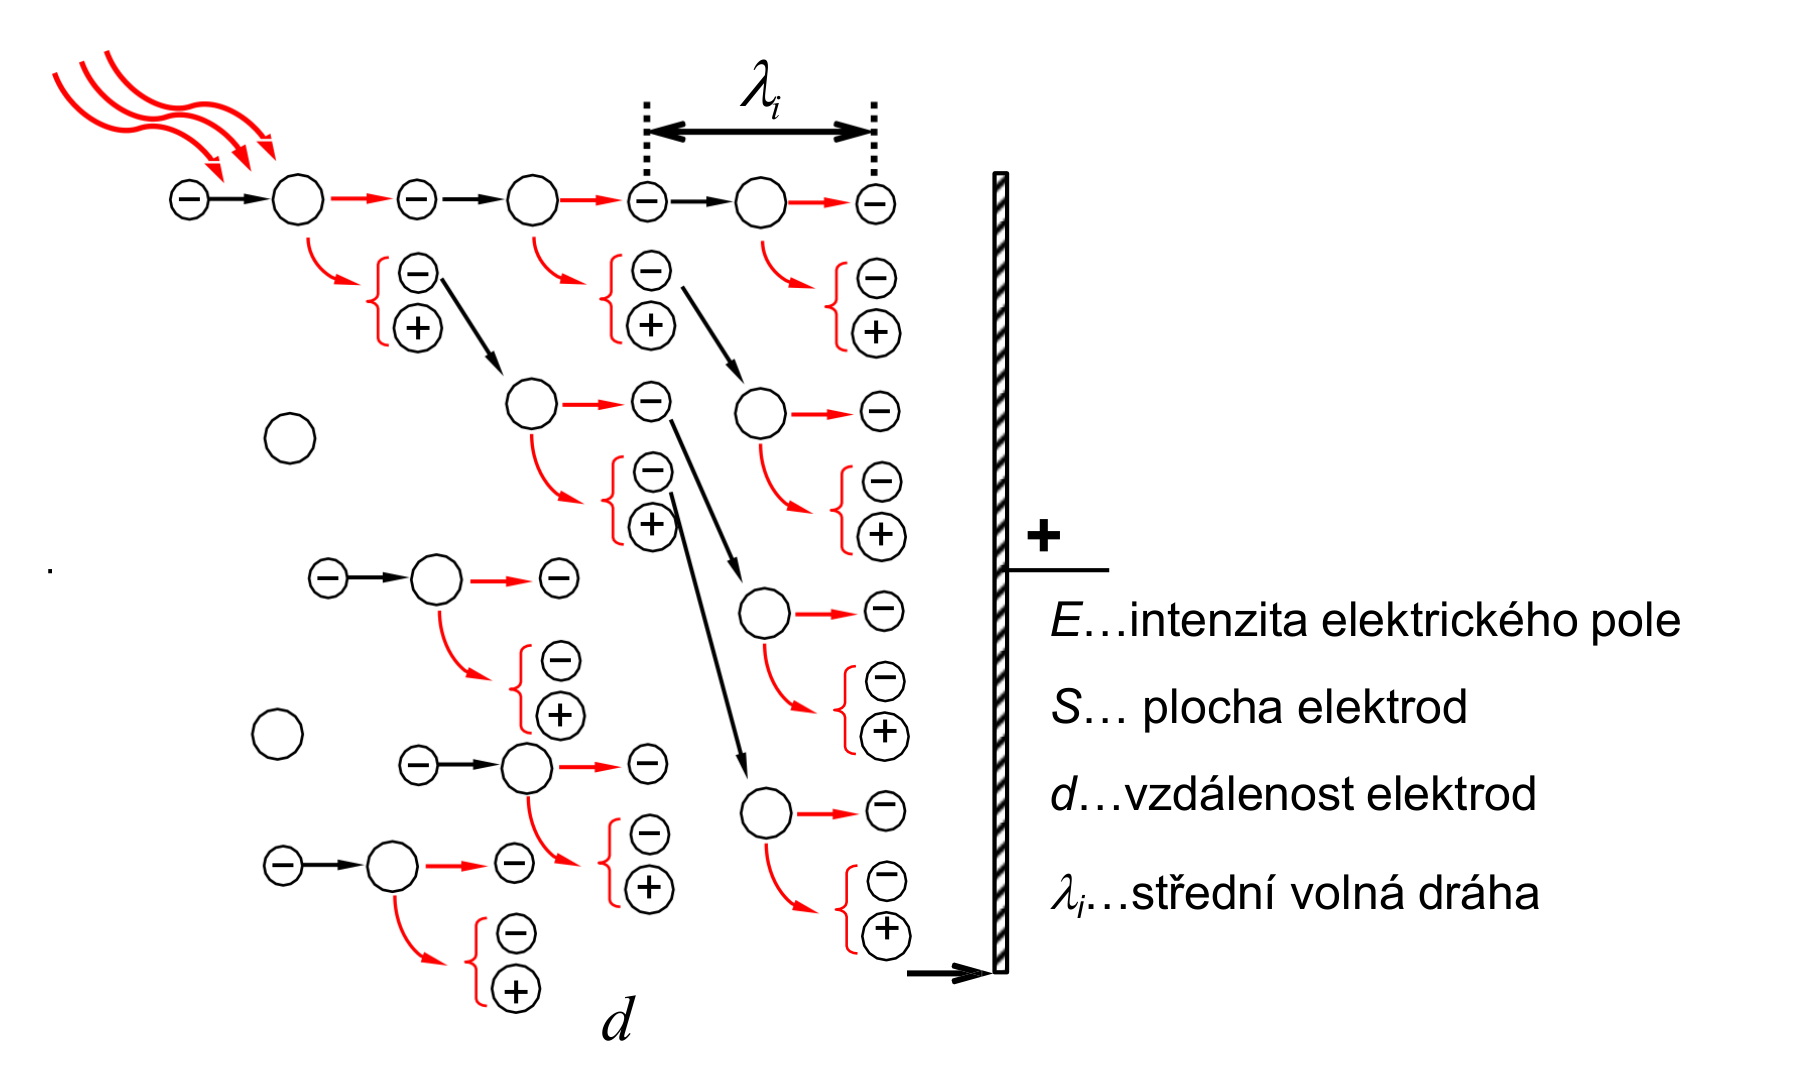 λi
+
E…intenzita elektrického pole
S… plocha elektrod
d…vzdálenost elektrod
λi…střední volná dráha
d